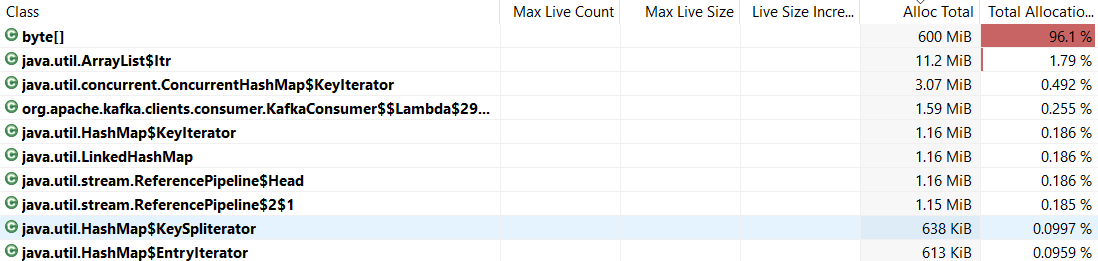 Class Max Live Count Max Live Size Live Size Incre... Alloc Total Total Allocatio...
byte[] 600 MiB 96.1 %
java.util.ArrayList$Itr 11.2 MiB 1.79 %
java.util.concurrent.ConcurrentHashMap$KeyIterator 3.07 MiB 0.492 %
org.apache.kafka.clients.consumer.KafkaConsumer$$Lambda$29... 1.59 MiB 0.255 %
java.util.HashMap$KeyIterator 1.16 MiB 0.186 %
java.util.LinkedHashMap 1.16 MiB 0.186 %
java.util.stream.ReferencePipeline$Head 1.16 MiB 0.186 %
java.util.stream.ReferencePipeline$2$1 1.15 MiB 0.185 %
java.util.HashMap$KeySpliterator 638 KiB 0.0997 %
java.util.HashMap$EntryIterator 613 KiB 0.0959 %